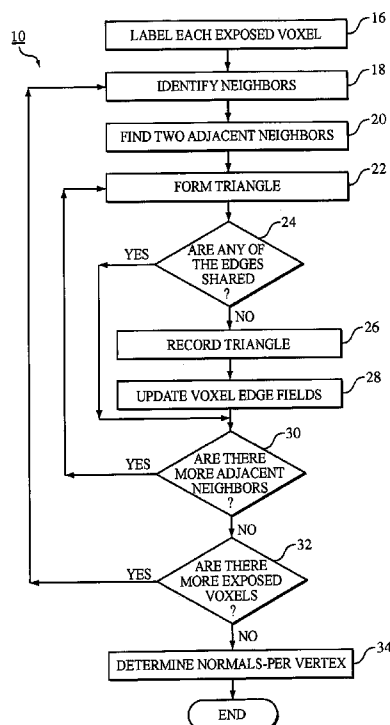 10
16
LABEL EACH EXPOSED VOXEL
18
IDENTIFY NEIGHBORS
20
FIND TWO ADJACENT NEIGHBORS
22
FORM TRIANGLE
24
YES
ARE ANY OF
THE EDGES
SHARED
?
NO
26
RECORD TRIANGLE
28
UPDATE VOXEL EDGE FIELDS
30
YES
ARE THERE
MORE ADJACENT
NEIGHBORS
?
NO
32
YES
ARE THERE
MORE EXPOSED
VOXELS
?
NO
34
DETERMINE NORMALS-PER VERTEX
END